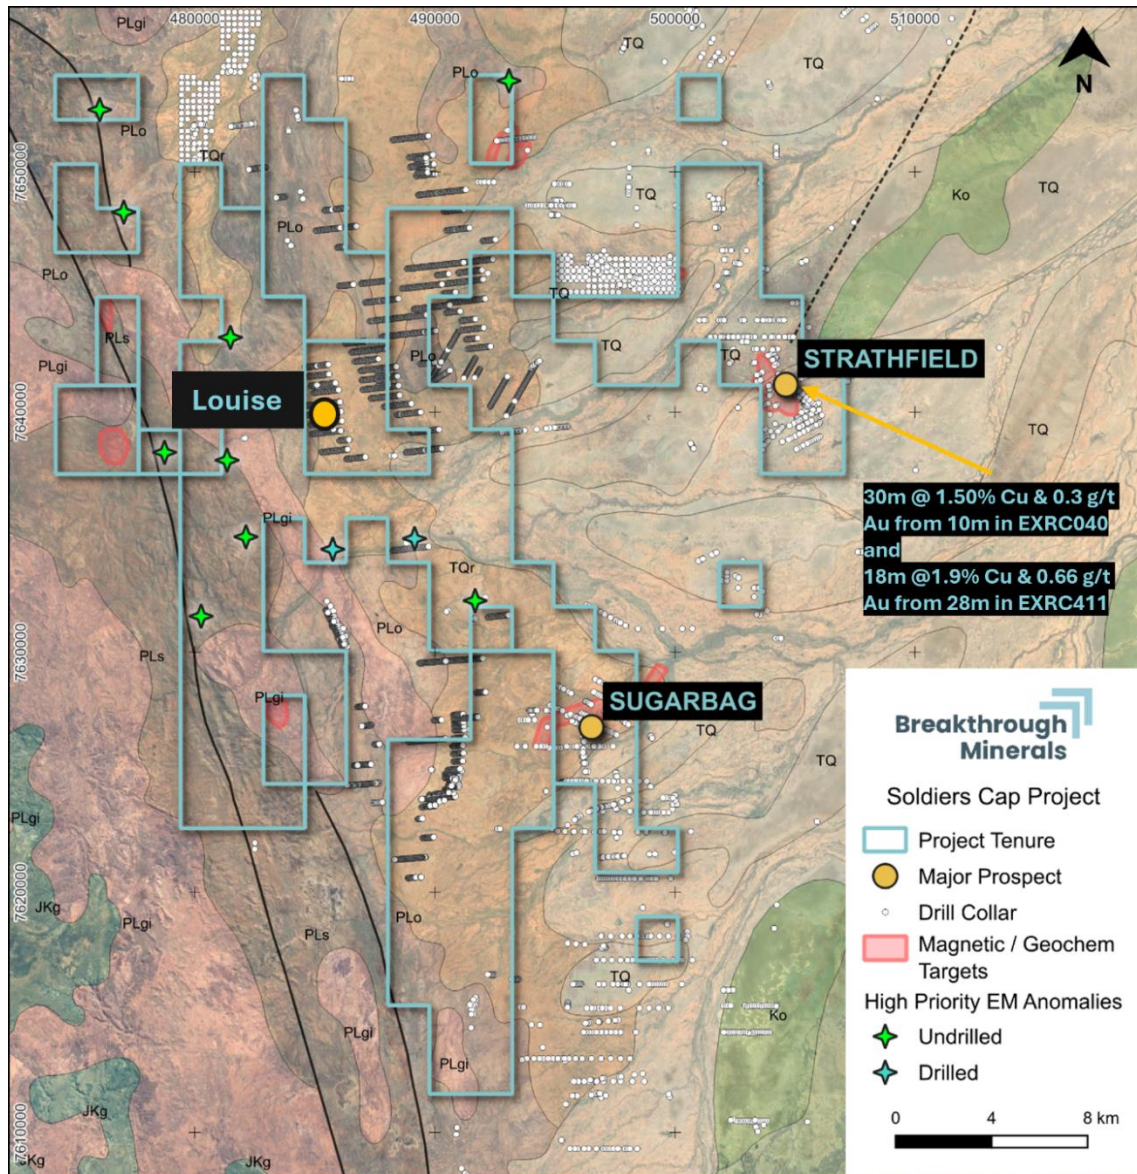 480000
490000
500000
510000
PLgi
TQ
TQ
TQ
PLo
N
PLo
TQr
7650000
Ko
TQ
PLo
TQ
PLo
TQ
PLs
PLo
TQ
TQ
STRATHFIELD
PLgi
Louise
7640000
TQ
30m @ 1.50% Cu & 0.3 g/t
Au from 10m in EXRC040
and
18m @1.9% Cu & 0.66 g/t
Au from 28m in EXRC411
PLgi
TQr
PLo
7630000
PLs
PLgi
SUGARBAG
TQ
TQ
Breakthrough
Minerals
Soldiers Cap Project
Project Tenure
Major Prospect
Drill Collar
Magnetic / Geochem
Targets
High Priority EM Anomalies
Undrilled
Drilled
0 4 8 km
PLgi
7620000
JKg
PLgi
PLo
PLs
TQ
Ko
PLgi
PLgi
JKg
7610000
JKg